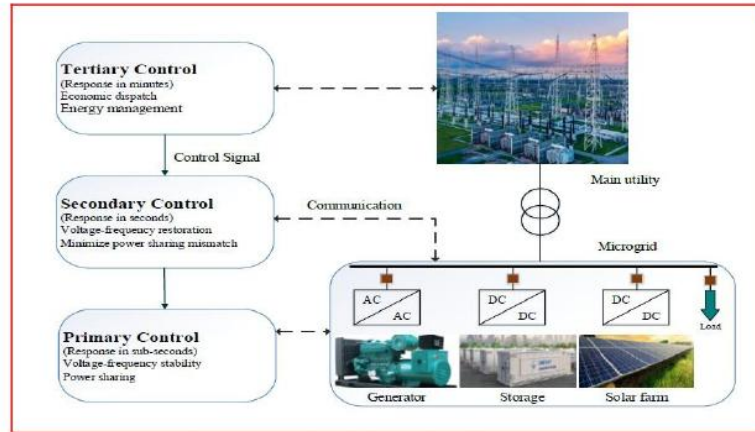 Tertiary Control
(Response in minutes)
Economic dispatch
Energy management
Control Signal
Main utility
Secondary Control
(Response in seconds)
Voltage-frequency restoration
Minimize power sharing mismatch
Communication
Microgrid
AC
AC
DC
DC
DC
DC
Load
Primary Control
(Response in sub-seconds)
Voltage-frequency stability
Power sharing
Generator
Storage
Solar farm